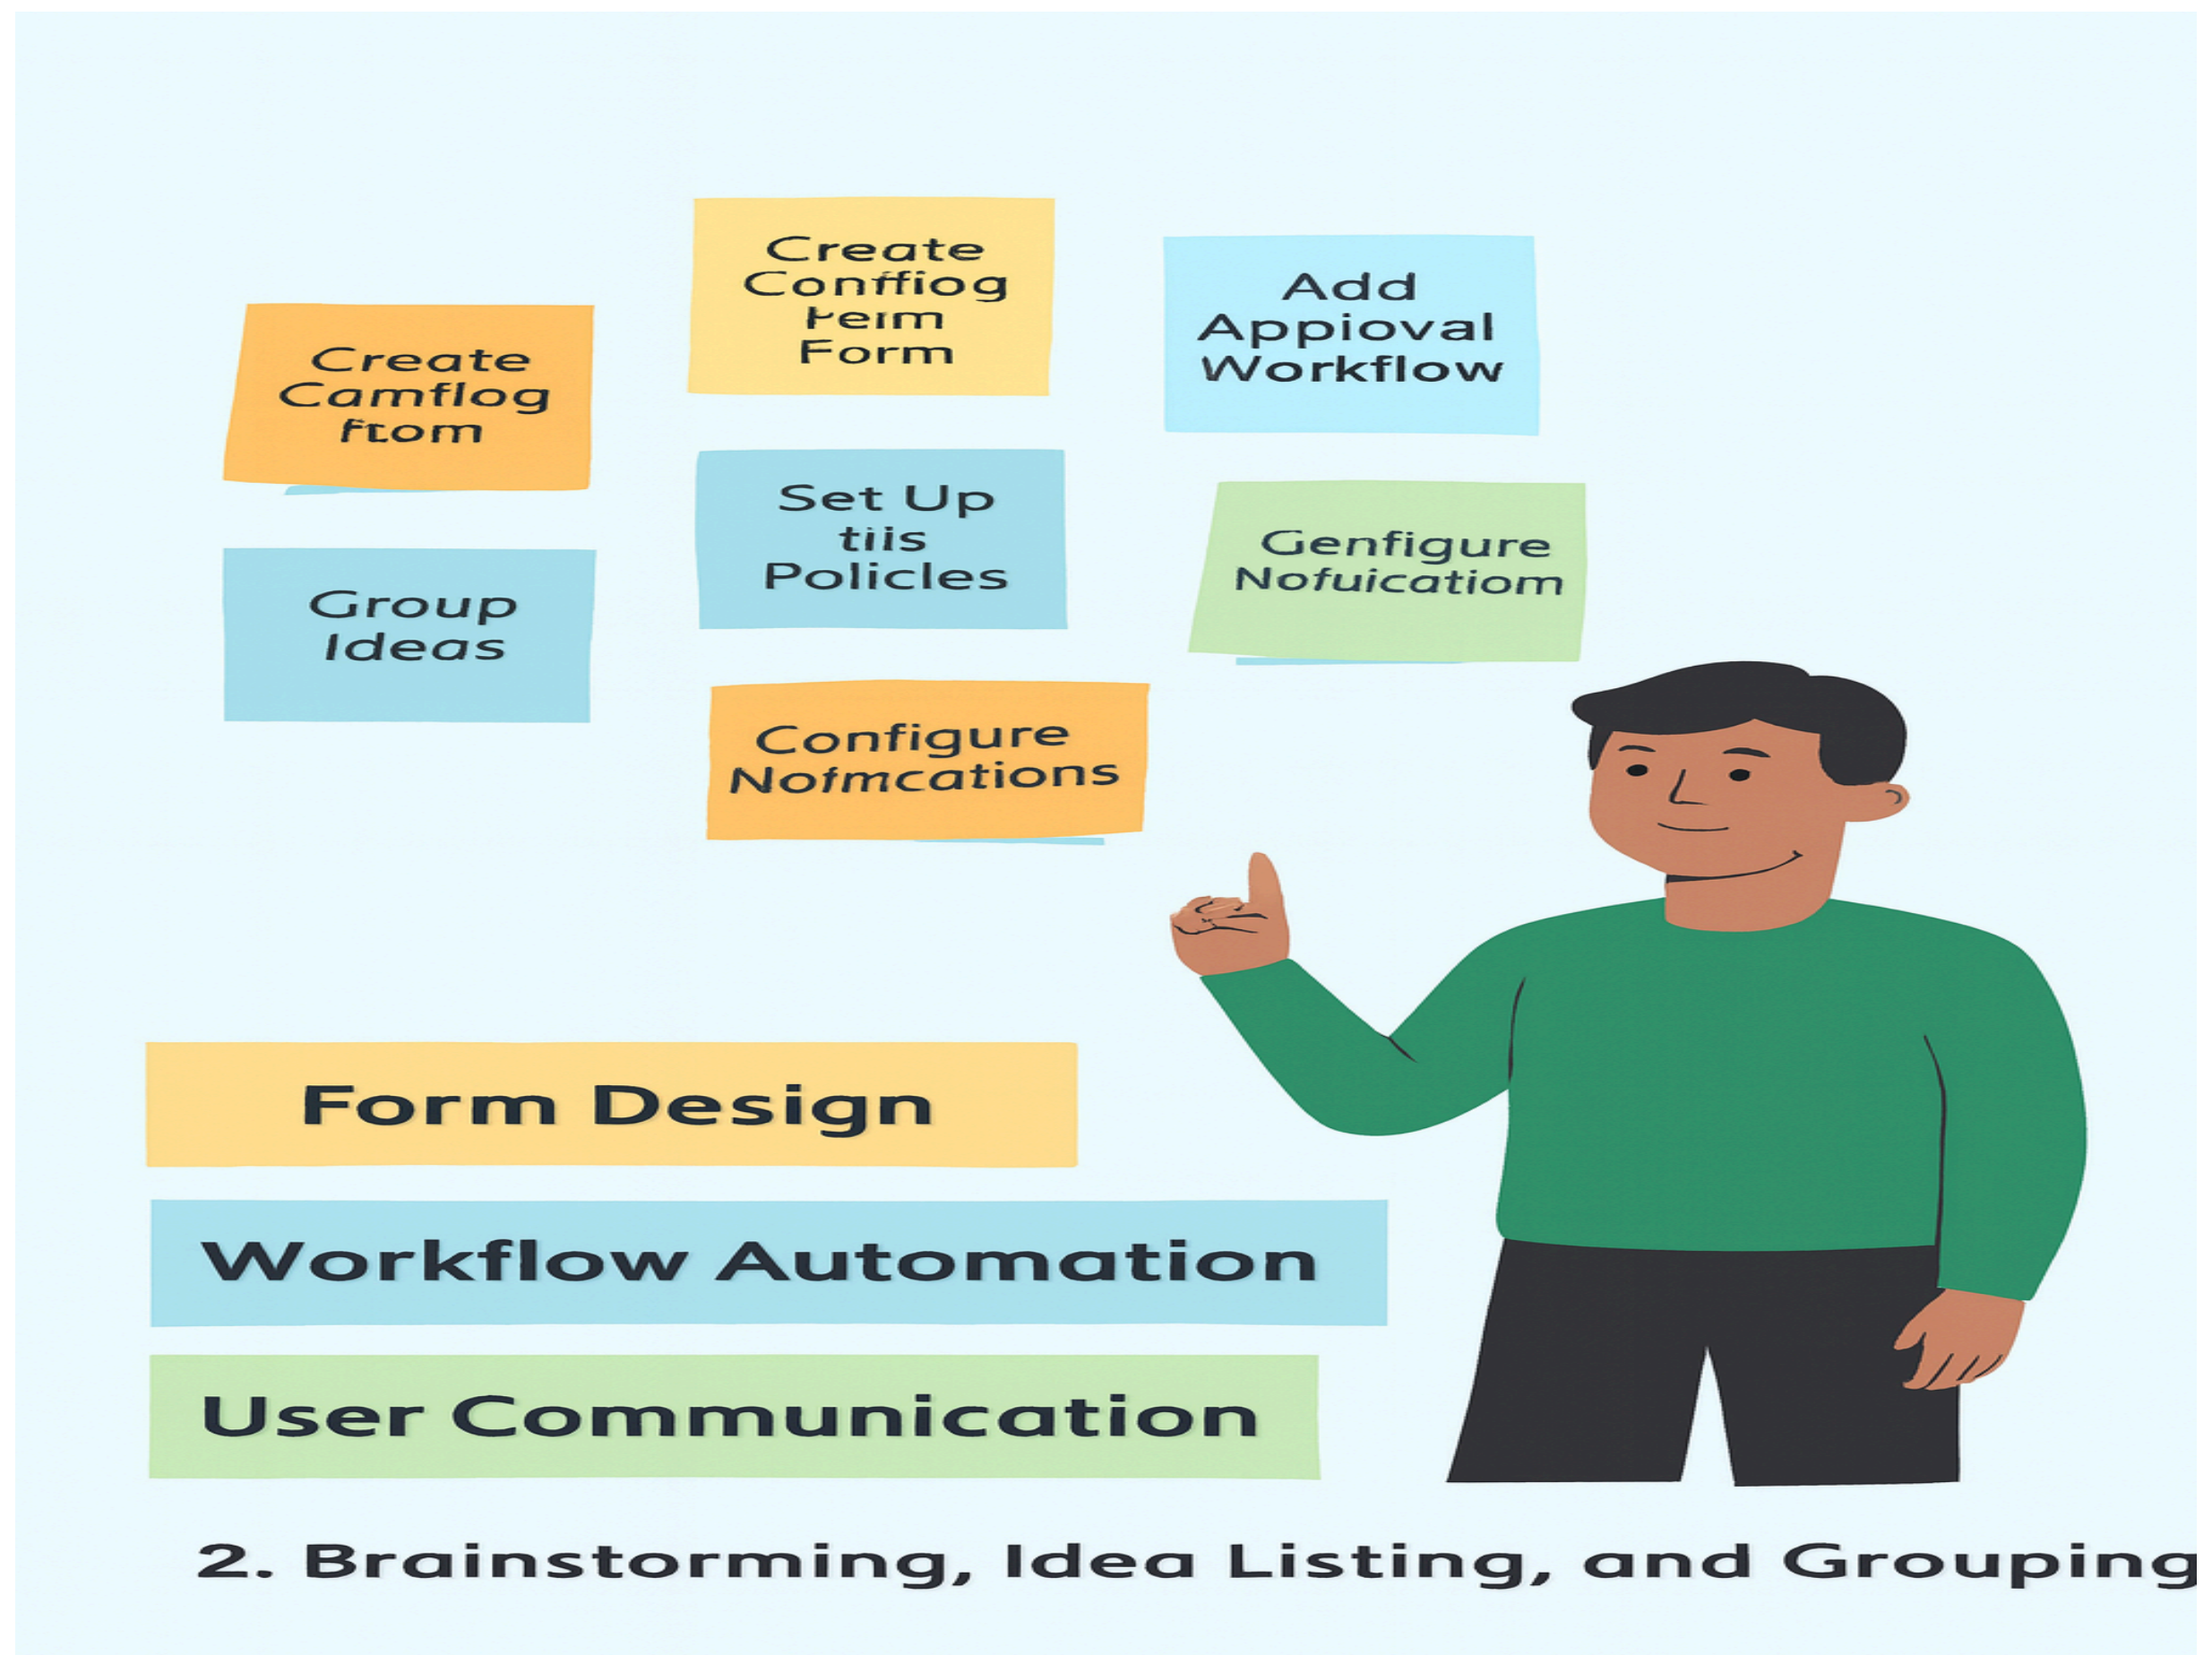 Create
Camflog
ftom
Create
Confflog
Form
Add
Appioval
Workflow
Group
Ideas
Set Up
tiis
Policles
Genfigure
Nofuicatiom
Configure
Nofmcations
Form Design
Workflow Automation
User Communication
2. Brainstorming, Idea Listing, and Grouping